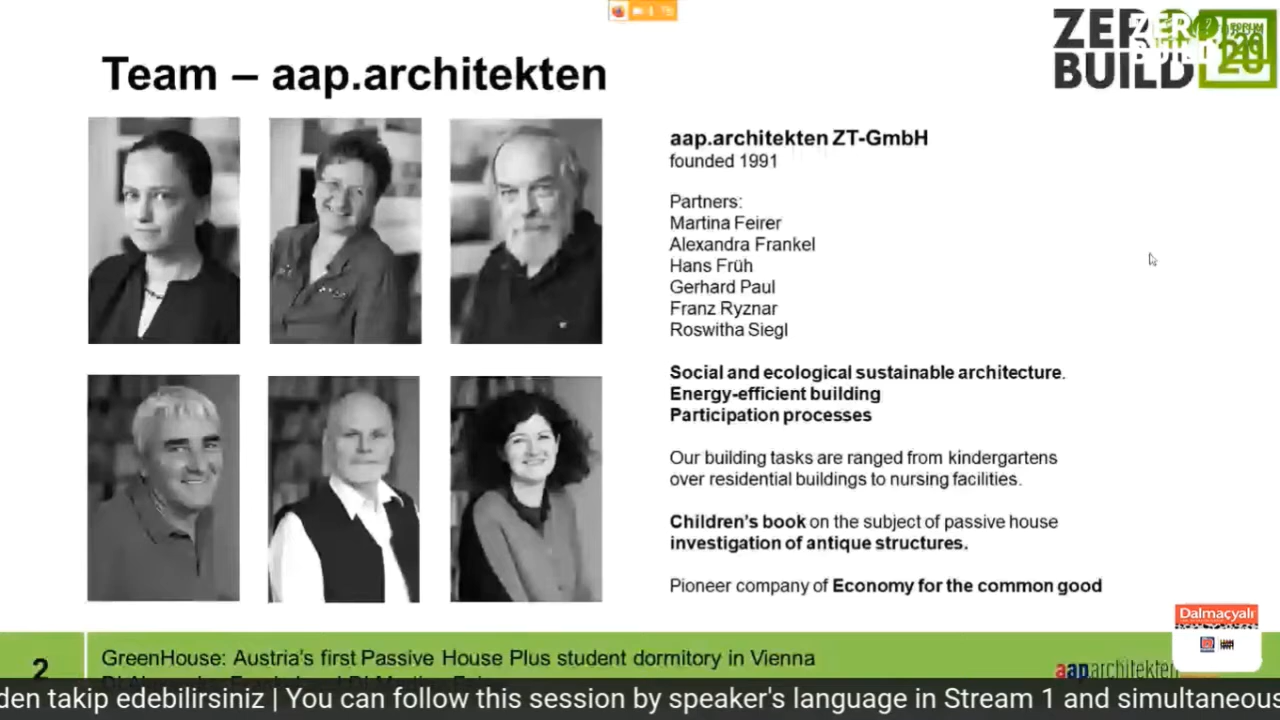 Team – aap.architekten
ZERO
BUILD
aap.architekten ZT-GmbH
founded 1991
Partners:
Martina Feirer
Alexandra Frankel
Hans Früh
Gerhard Paul
Franz Ryznar
Roswitha Siegl
Social and ecological sustainable architecture.
Energy-efficient building
Participation processes
Our building tasks are ranged from kindergartens
over residential buildings to nursing facilities.
Children's book on the subject of passive house
investigation of antique structures.
Pioneer company of Economy for the common good
Dalmaçyalı
2
GreenHouse: Austria's first Passive House Plus student dormitory in Vienna
aaparchitekten
den takip edebilirsiniz | You can follow this session by speaker's language in Stream 1 and simultaneous